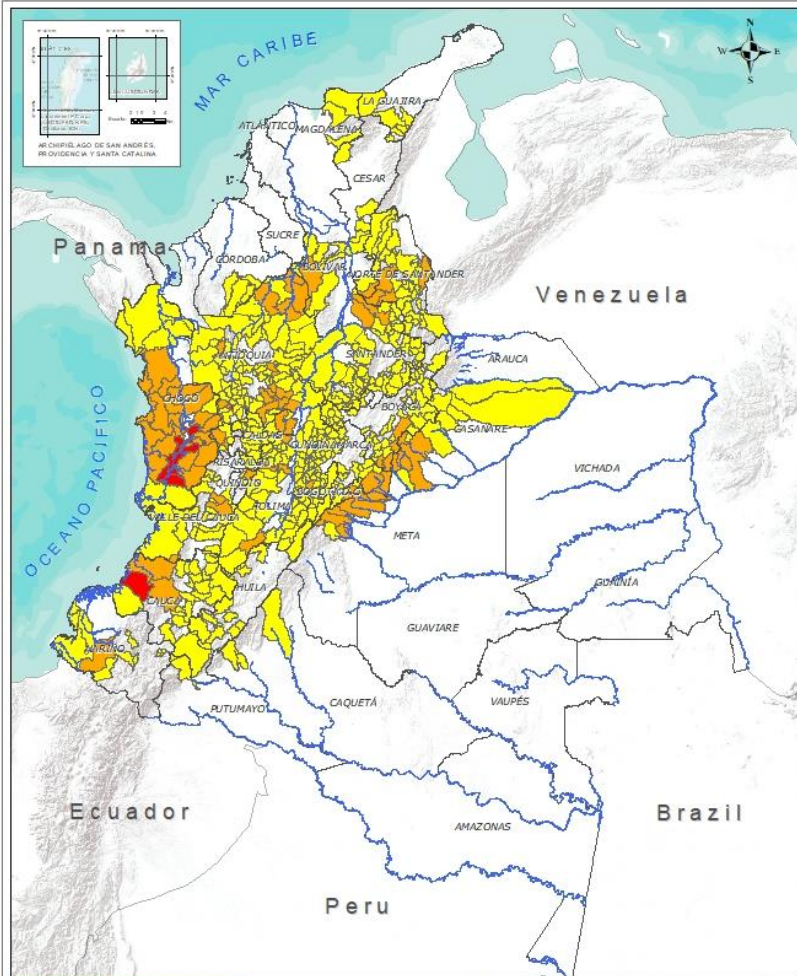 MAR CARIBE
N
W
E
S
ARCHIPIÉLAGO DE SAN ANDRÉS,
PROVIDENCIA Y SANTA CATALINA
LA GUAJIRA
ATLÁNTICO
MAGDALENA
CESAR
SUCRE
Panama
CÓRDOBA
BOLÍVAR
NORTE DE SANTANDER
Venezuela
ANTIOQUIA
SANTANDER
ARAUCA
CHOCÓ
BOYACÁ
CASANARE
CALDAS
CUNDINAMARCA
RISARALDA
VICHADA
QUINDIO
BOGOTÁ
TOLIMA
VALLE DEL CAUCA
OCEANO PACIFICO
META
HUILA
GUAINÍA
CAUCA
GUAVIARE
NARIÑO
CAQUETÁ
VAUPÉS
PUTUMAYO
Ecuador
Brazil
AMAZONAS
Peru